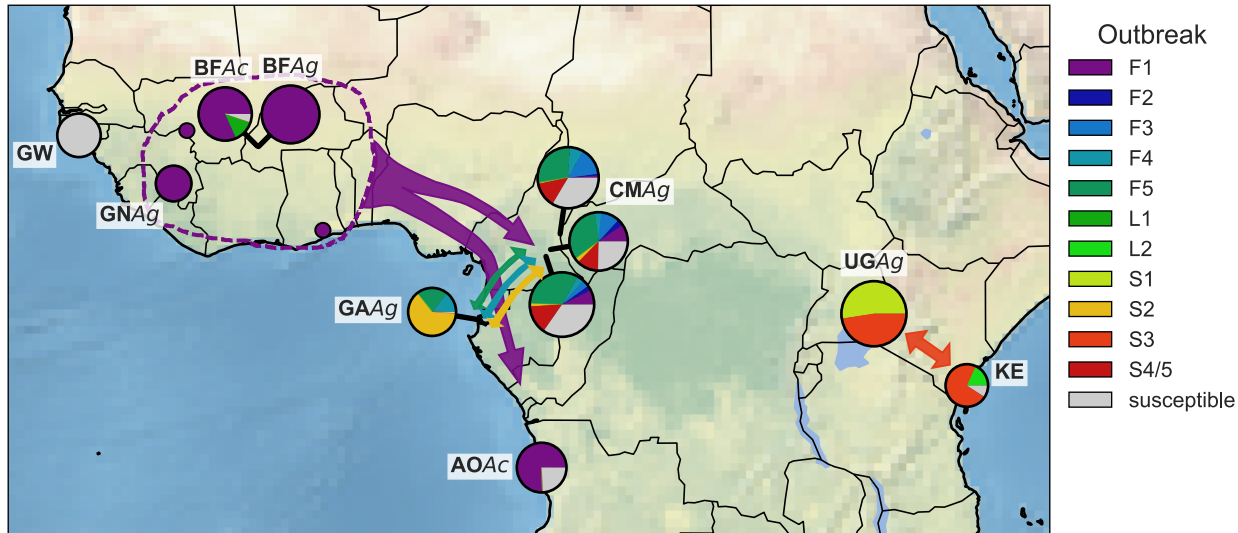 BFAc BFAg
GW
GNAg
CMAg
GAAg
UGAg
KE
AOAc
Outbreak
F1
F2
F3
F4
F5
L1
L2
S1
S2
S3
S4/5
susceptible